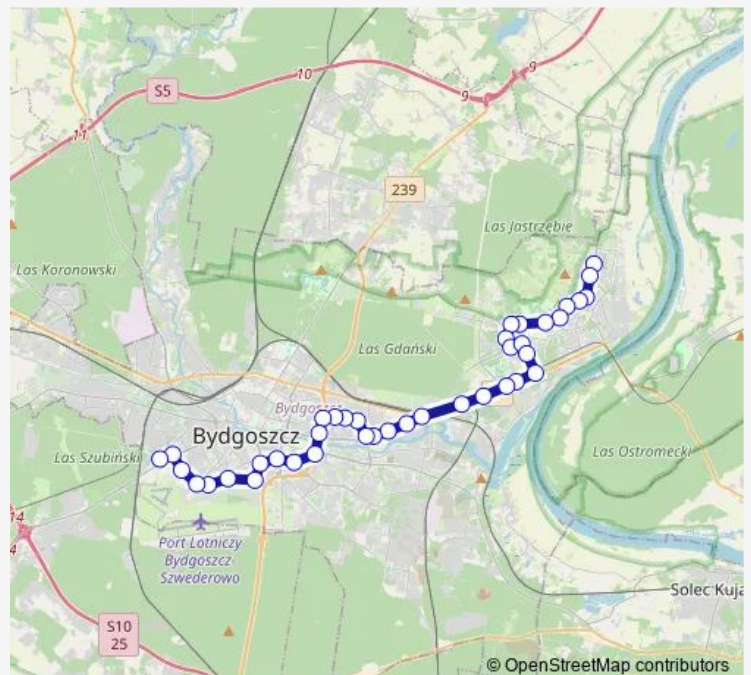 10
9
S5
9
11
239
Las Jastrzębie
Las Koronowski
Las Gdański
Bydgoszcz
Bydgoszcz
Las Szubiński
Las Ostromecki
14
4
Port Lotniczy
Bydgoszcz
Szwederowo
Solec Kuja
S10
25
© OpenStreetMap contributors